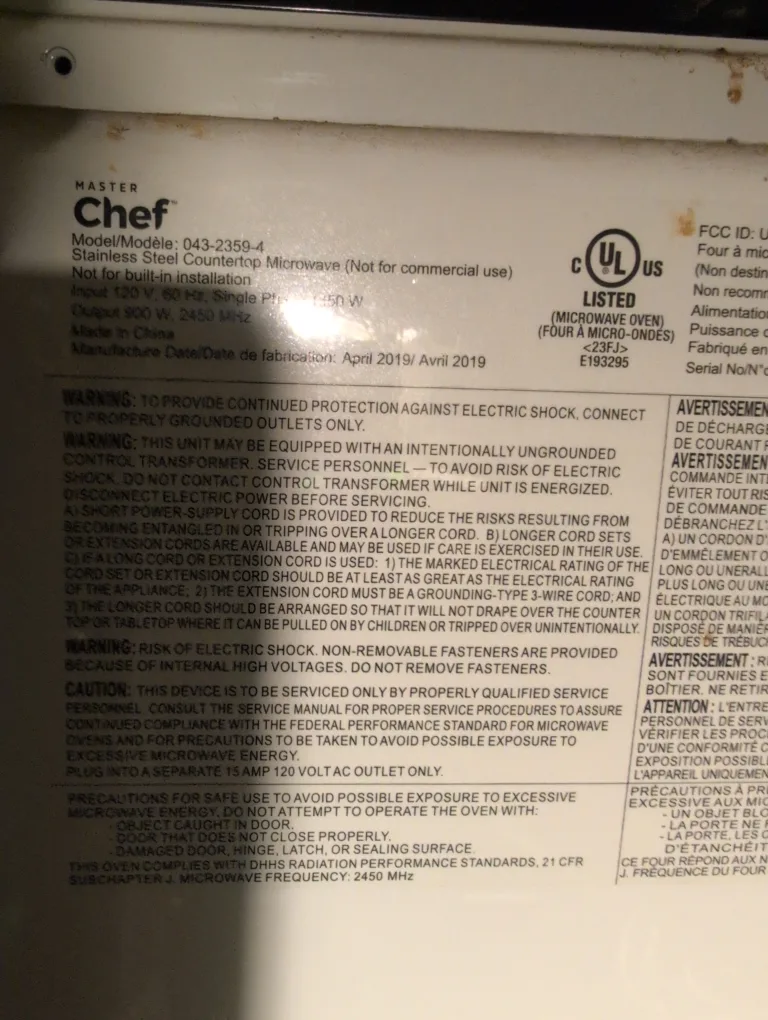 MASTER
Chef™
Model/Modèle: 043-2359-4
Stainless Steel Countertop Microwave (Not for commercial use)
Not for built-in installation
Input 120 V, 60 Hz, Single 50 W
Output 900 W, 2450 MHz
Made in China
Manufacture Date/Date de fabrication: April 2019/ Avril 2019
C UL US
LISTED
(MICROWAVE OVEN)
(FOUR À MICRO-ONDES)
<23FJ>
E193295
FCC ID:
Four à
(Non
Non
Alimentation
Puissance
Fabriqué en
Serial
WARNING: TO PROVIDE CONTINUED PROTECTION AGAINST ELECTRIC SHOCK, CONNECT
TO PROPERLY GROUNDED OUTLETS ONLY.
WARNING: THIS UNIT MAY BE EQUIPPED WITH AN INTENTIONALLY UNGROUNDED
CONTROL TRANSFORMER. SERVICE PERSONNEL — TO AVOID RISK OF ELECTRIC
SHOCK. DO NOT CONTACT CONTROL TRANSFORMER WHILE UNIT IS ENERGIZED.
DISCONNECT ELECTRIC POWER BEFORE SERVICING.
A) SHORT POWER-SUPPLY CORD IS PROVIDED TO REDUCE THE RISKS RESULTING FROM
BECOMING ENTANGLED IN OR TRIPPING OVER A LONGER CORD. B) LONGER CORD SETS
OR EXTENSION CORDS ARE AVAILABLE AND MAY BE USED IF CARE IS EXERCISED IN THEIR USE.
C) IF A LONG CORD OR EXTENSION CORD IS USED: 1) THE MARKED ELECTRICAL RATING OF THE
CORD SET OR EXTENSION CORD SHOULD BE AT LEAST AS GREAT AS THE ELECTRICAL RATING
OF THE APPLIANCE; 2) THE EXTENSION CORD MUST BE A GROUNDING-TYPE 3-WIRE CORD; AND
3) THE LONGER CORD SHOULD BE ARRANGED SO THAT IT WILL NOT DRAPE OVER THE COUNTER
TOP OR TABLETOP WHERE IT CAN BE PULLED ON BY CHILDREN OR TRIPPED OVER UNINTENTIONALLY.
WARNING: RISK OF ELECTRIC SHOCK. NON-REMOVABLE FASTENERS ARE PROVIDED
BECAUSE OF INTERNAL HIGH VOLTAGES. DO NOT REMOVE FASTENERS.
CAUTION: THIS DEVICE IS TO BE SERVICED ONLY BY PROPERLY QUALIFIED SERVICE
PERSONNEL. CONSULT THE SERVICE MANUAL FOR PROPER SERVICE PROCEDURES TO ASSURE
CONTINUED COMPLIANCE WITH THE FEDERAL PERFORMANCE STANDARD FOR MICROWAVE
OVENS AND FOR PRECAUTIONS TO BE TAKEN TO AVOID POSSIBLE EXPOSURE TO
EXCESSIVE MICROWAVE ENERGY.
PLUG INTO A SEPARATE 15 AMP 120 VOLT AC OUTLET ONLY.
PRECAUTIONS FOR SAFE USE TO AVOID POSSIBLE EXPOSURE TO EXCESSIVE
MICROWAVE ENERGY, DO NOT ATTEMPT TO OPERATE THE OVEN WITH:
- OBJECT CAUGHT IN DOOR.
- DOOR THAT DOES NOT CLOSE PROPERLY.
- DAMAGED DOOR, HINGE, LATCH, OR SEALING SURFACE.
THIS OVEN COMPLIES WITH DHHS RADIATION PERFORMANCE STANDARDS, 21 CFR
SUBCHAPTER J. MICROWAVE FREQUENCY: 2450 MHz
AVERTISSEMEN
DE DÉCHARG
DE COURANT
AVERTISSEMEN
COMMANDE INT
ÉVITER TOUT RIS
DE COMMANDE
DÉBRANCHEZ L'
A) UN CORDON D'
D'EMMÊLEMENT O
LONG OU UNE RALL
PLUS LONG OU UNE
ÉLECTRIQUE AU MO
UN CORDON TRIFIL
DISPOSÉ DE MANIÈR
RISQUES DE TRÉBUC
AVERTISSEMENT : RI
SONT FOURNIES E
BOÎTIER. NE RETIR
ATTENTION : L'ENTRE
PERSONNEL DE SERV
VÉRIFIER LES PROC
D'UNE CONFORMITÉ C
EXPOSITION POSSIBL
L'APPAREIL UNIQUEMEN
PRÉCAUTIONS À PR
EXCESSIVE AUX MIC
- UN OBJET BLO
- LA PORTE NE F
- LA PORTE, LES C
D'ÉTANCHÉIT
CE FOUR RÉPOND AUX N
J. FRÉQUENCE DU FOUR